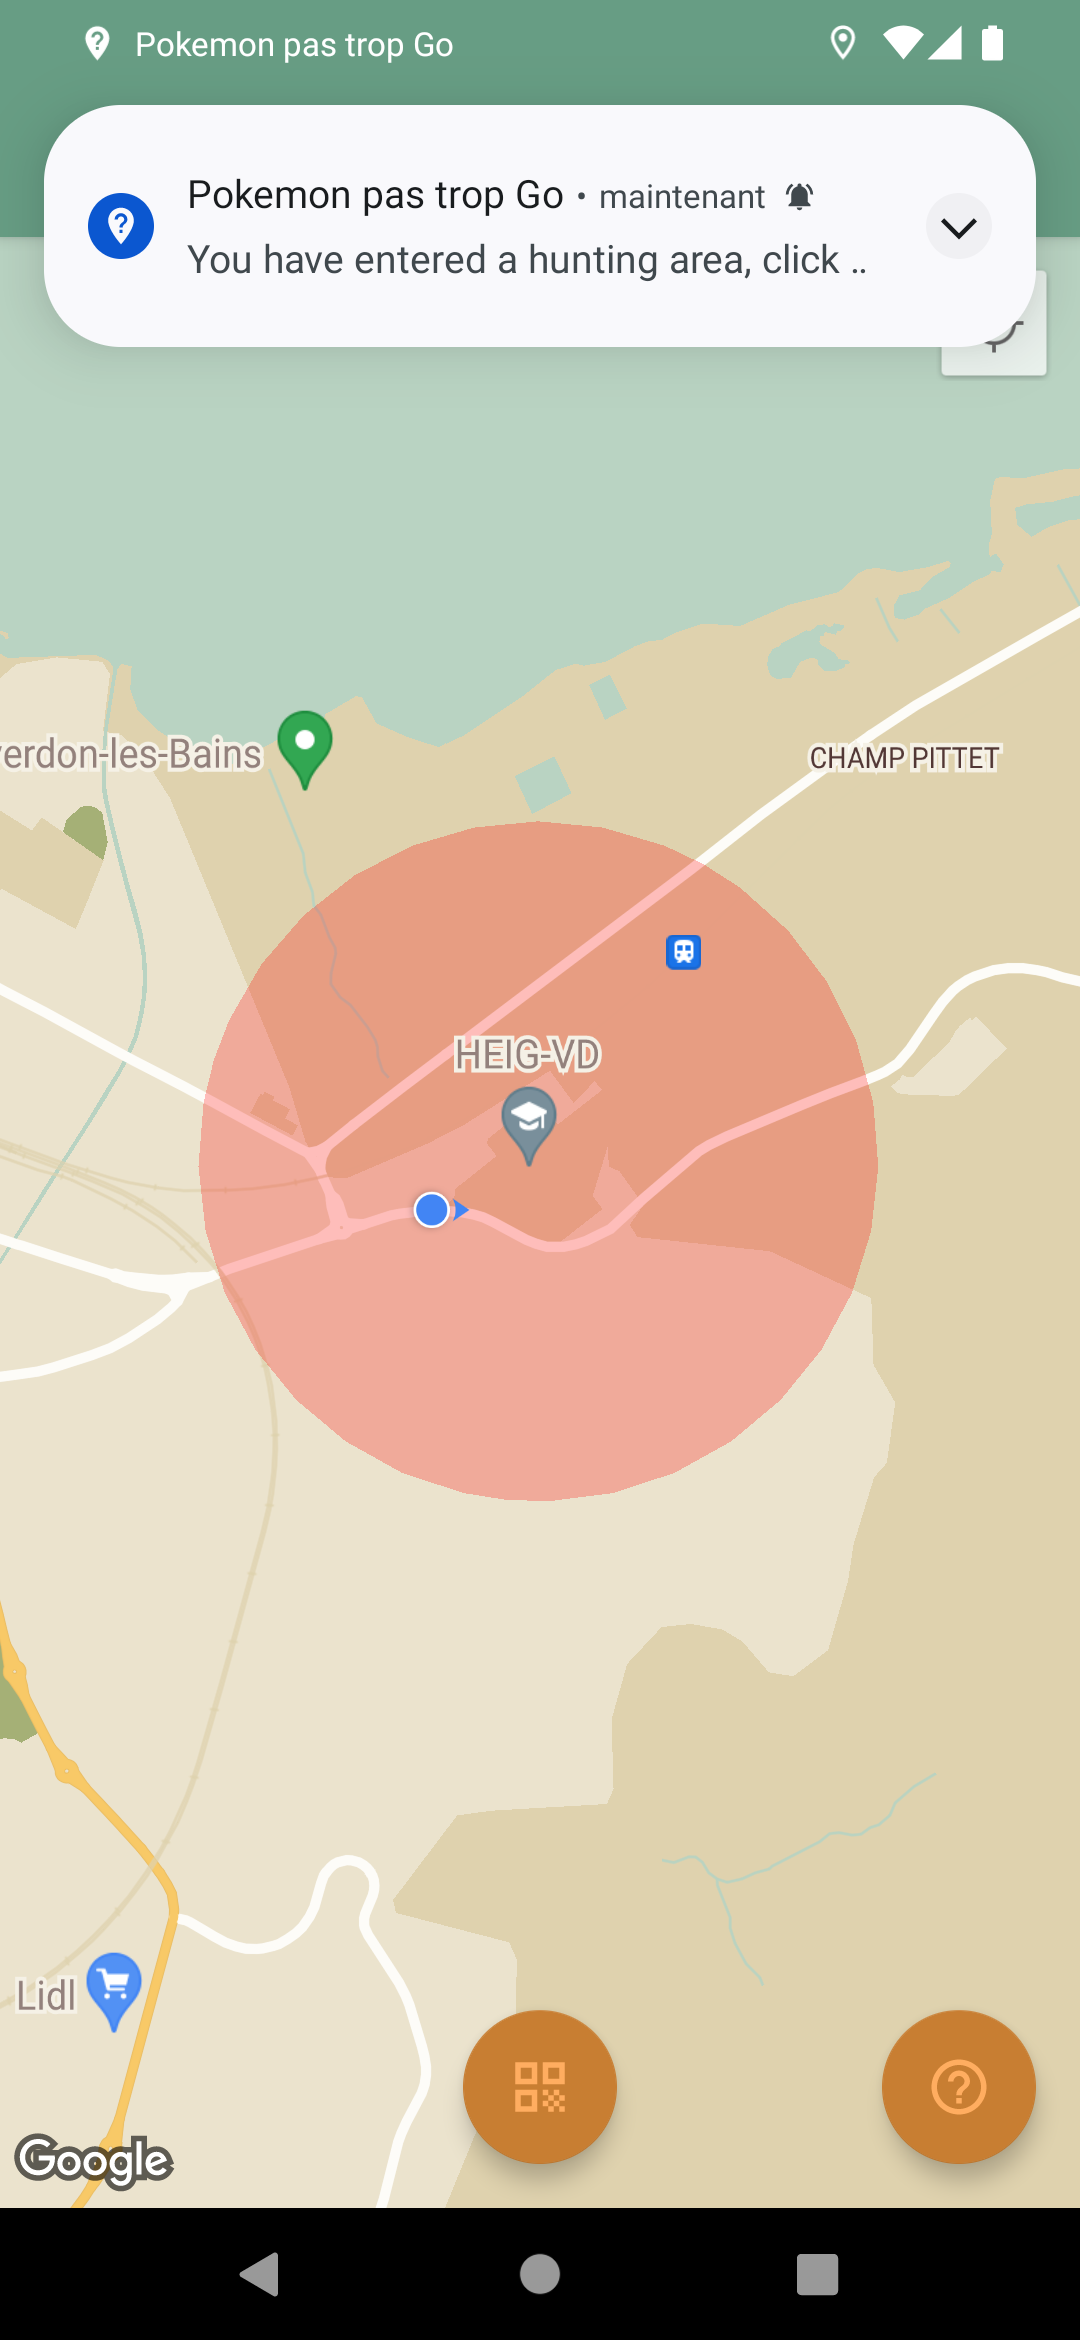 Pokemon pas trop Go
Pokemon pas trop Go • maintenant
You have entered a hunting area, click ..
verdon-les-Bains
CHAMP PITTET
HEIG-VD
Lidl
Google